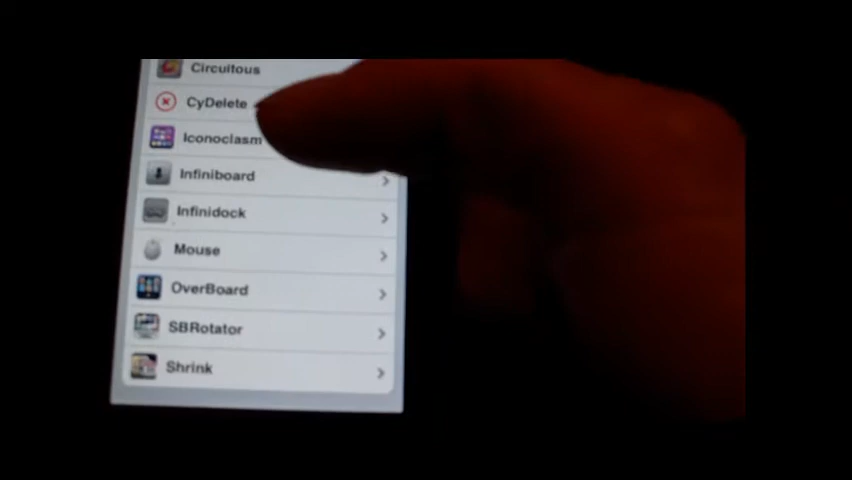 Circuitous
CyDelete
Iconoclasm
Infiniboard
Infinidock
Mouse
OverBoard
SBRotator
Shrink